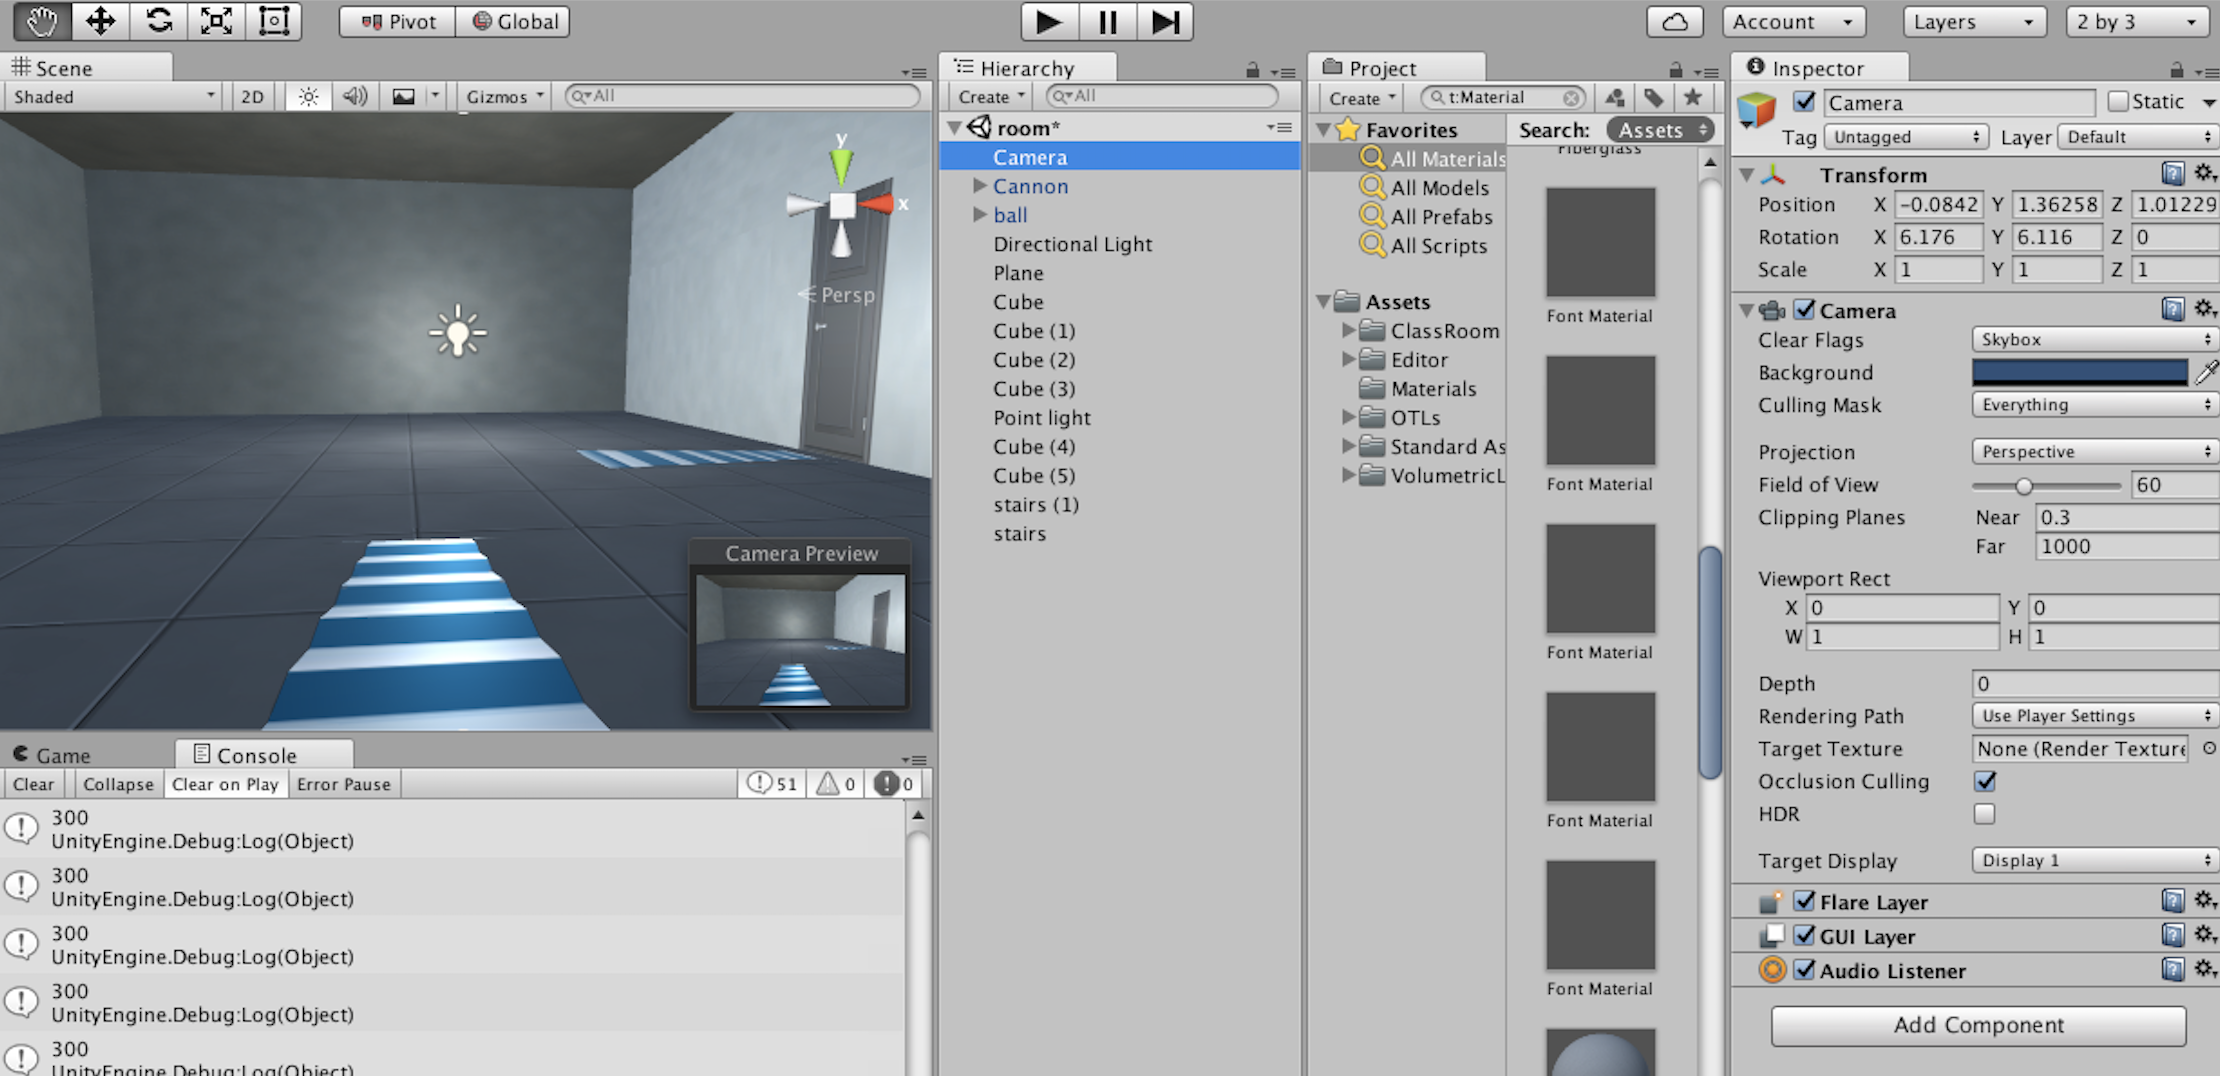 Pivot Global Account Layers 2 by 3
Scene
Shaded 2D Gizmos All
y
x
Persp
Camera Preview
Game Console
Clear Collapse Clear on Play Error Pause 51 0 0
300
UnityEngine.Debug:Log(Object)
300
UnityEngine.Debug:Log(Object)
300
UnityEngine.Debug:Log(Object)
300
UnityEngine.Debug:Log(Object)
300
UnityEngine.Debug:Log(Object)
Hierarchy
Create All
room*
Camera
Cannon
ball
Directional Light
Plane
Cube
Cube (1)
Cube (2)
Cube (3)
Point light
Cube (4)
Cube (5)
stairs (1)
stairs
Project
Create t:Material
Favorites
All Materials
All Models
All Prefabs
All Scripts
Assets
ClassRoom
Editor
Materials
OTLs
Standard As
VolumetricL
Search: Assets
Fiberglass
Font Material
Font Material
Font Material
Font Material
Font Material
Inspector
Camera Static
Tag Untagged Layer Default
Transform
Position X -0.0842 Y 1.36258 Z 1.01229
Rotation X 6.176 Y 6.116 Z 0
Scale X 1 Y 1 Z 1
Camera
Clear Flags Skybox
Background
Culling Mask Everything
Projection Perspective
Field of View 60
Clipping Planes Near 0.3
Far 1000
Viewport Rect
X 0 Y 0
W 1 H 1
Depth 0
Rendering Path Use Player Settings
Target Texture None (Render Texture
Occlusion Culling
HDR
Target Display Display 1
Flare Layer
GUI Layer
Audio Listener
Add Component